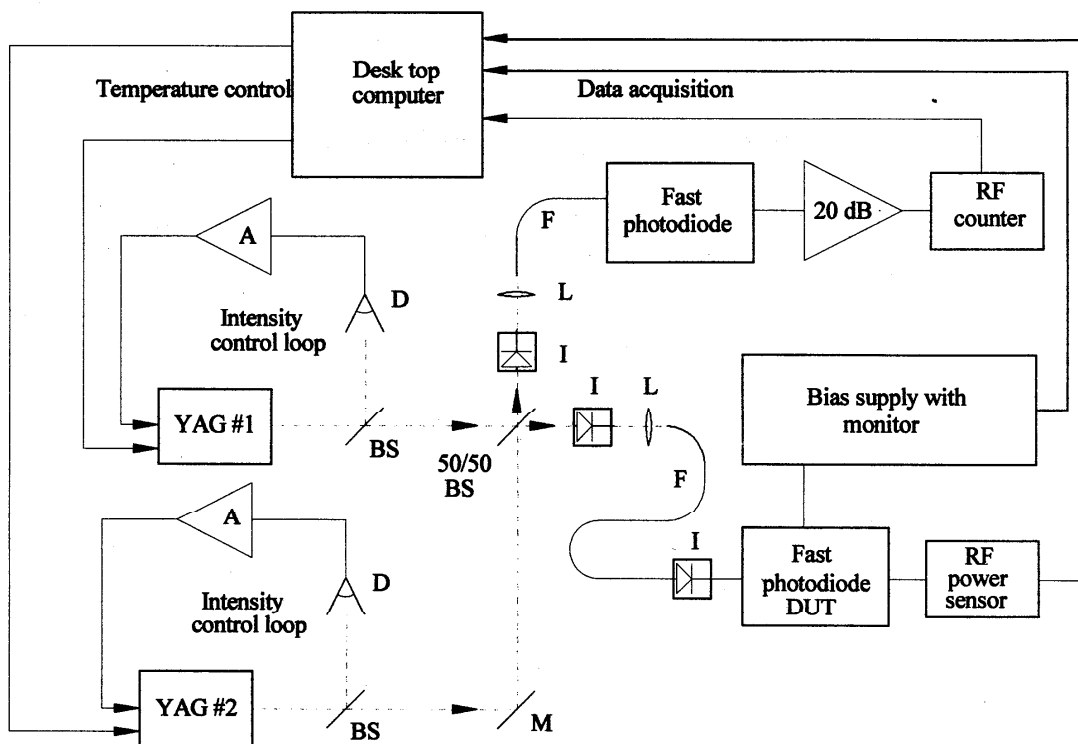 Desk top
computer
Temperature control
Data acquisition
Fast
photodiode
20 dB
RF
counter
F
A
D
L
Intensity
control loop
I
I
L
Bias supply with
monitor
YAG #1
BS
50/50
BS
F
A
I
D
Fast
photodiode
DUT
RF
power
sensor
Intensity
control loop
YAG #2
BS
M